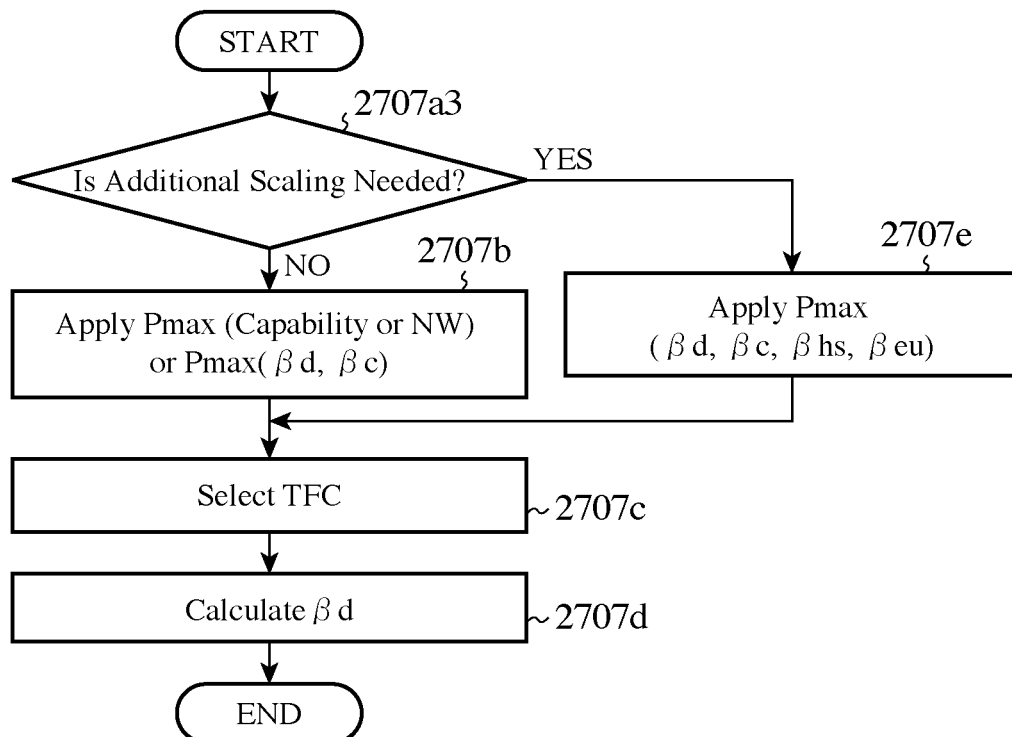 START
2707a3
Is Additional Scaling Needed?
YES
NO
2707b
Apply Pmax (Capability or NW)
or Pmax( β d, β c)
2707e
Apply Pmax
( β d, β c, β hs, β eu)
Select TFC
2707c
Calculate β d
2707d
END